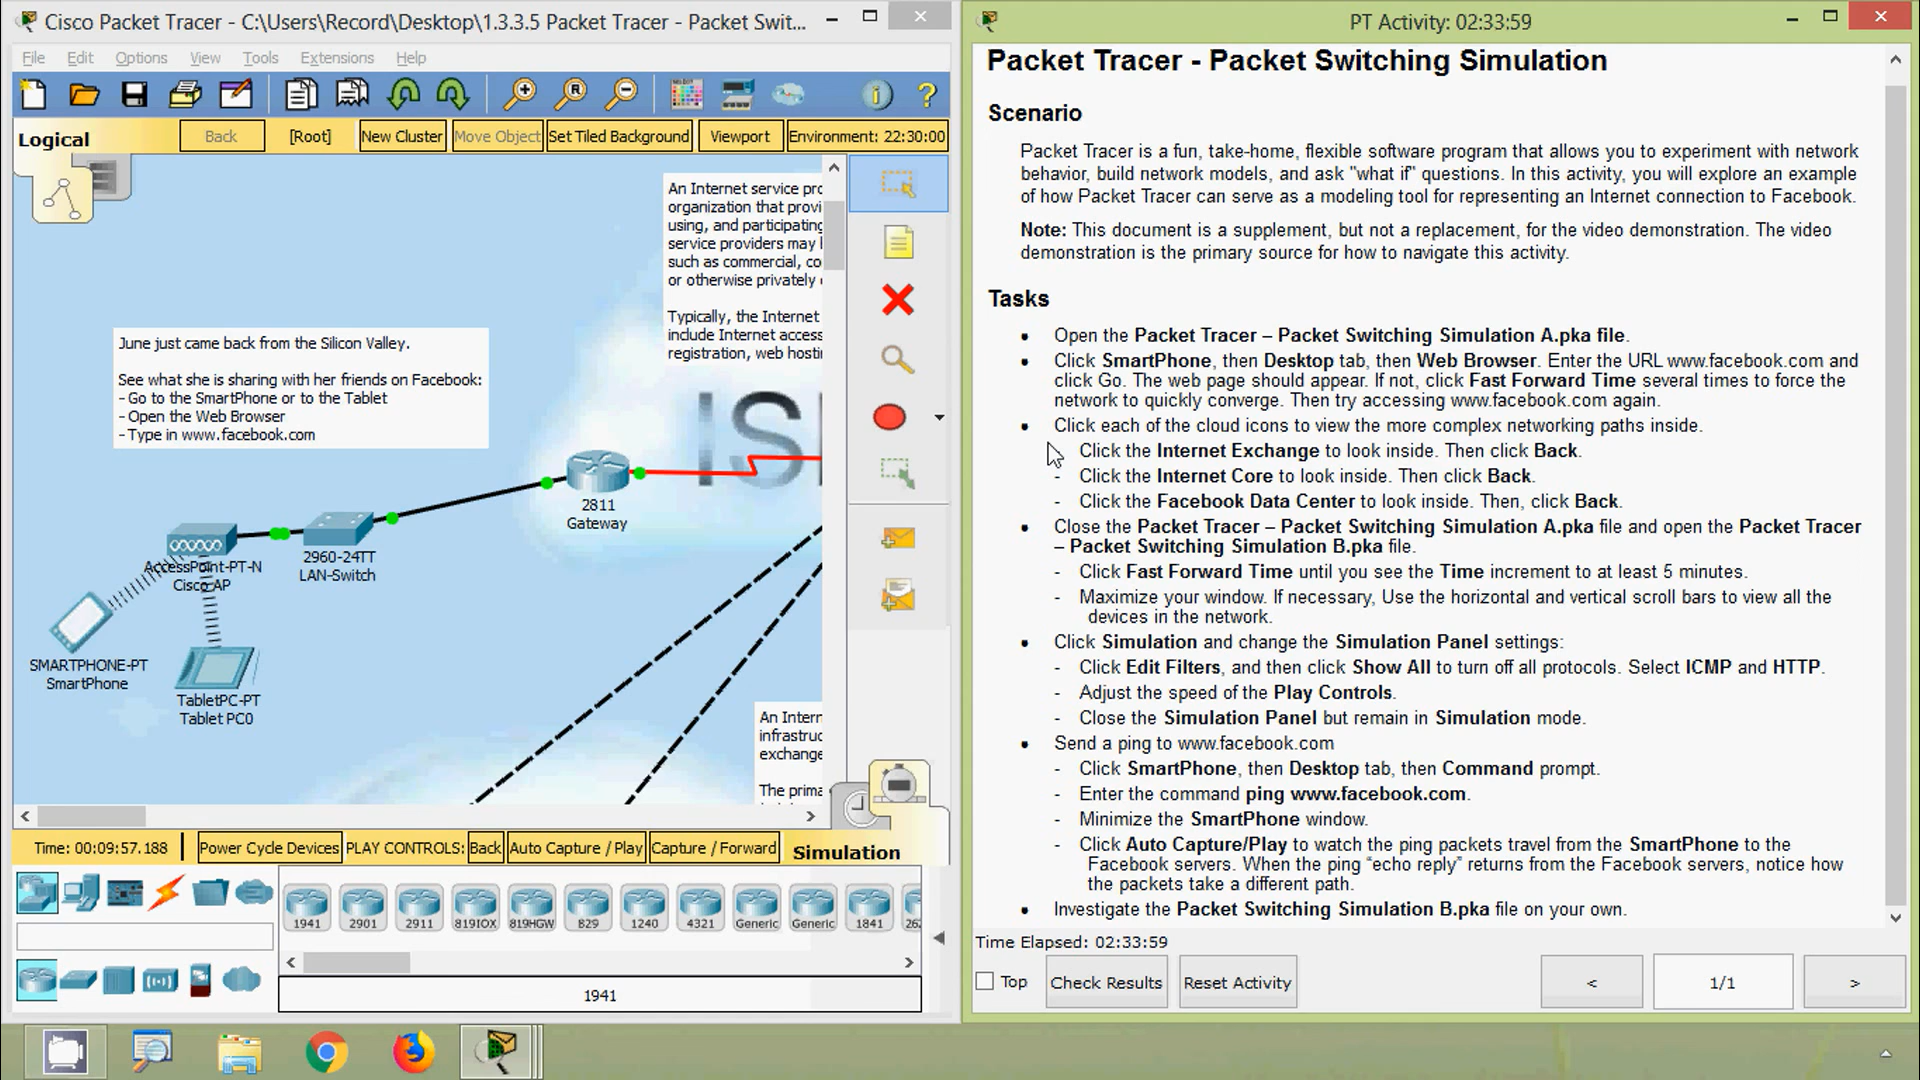 Cisco Packet Tracer - C:\Users\Record\Desktop\1.3.3.5 Packet Tracer - Packet Swit...
File Edit Options View Tools Extensions Help
Logical
Back
[Root]
New Cluster
Move Object
Set Tiled Background
Viewport
Environment: 22:30:00
An Internet service pro
organization that provi
using, and participating
service providers may
such as commercial, co
or otherwise privately
Typically, the Internet
include Internet access
registration, web hosti
June just came back from the Silicon Valley.
See what she is sharing with her friends on Facebook:
- Go to the SmartPhone or to the Tablet
- Open the Web Browser
- Type in www.facebook.com
IS
2811
Gateway
2960-24TT
LAN-Switch
AccessPoint-PT-N
Cisco AP
SMARTPHONE-PT
SmartPhone
TabletPC-PT
Tablet PC0
An Intern
infrastruc
exchange
The prima
Time: 00:09:57.188
Power Cycle Devices
PLAY CONTROLS:
Back
Auto Capture / Play
Capture / Forward
Simulation
1941
2901
2911
819IOX
819HGW
829
1240
4321
Generic
Generic
1841
262
1941
PT Activity: 02:33:59
Packet Tracer - Packet Switching Simulation
Scenario
Packet Tracer is a fun, take-home, flexible software program that allows you to experiment with network
behavior, build network models, and ask "what if" questions. In this activity, you will explore an example
of how Packet Tracer can serve as a modeling tool for representing an Internet connection to Facebook.
Note: This document is a supplement, but not a replacement, for the video demonstration. The video
demonstration is the primary source for how to navigate this activity.
Tasks
• Open the Packet Tracer – Packet Switching Simulation A.pka file.
• Click SmartPhone, then Desktop tab, then Web Browser. Enter the URL www.facebook.com and
click Go. The web page should appear. If not, click Fast Forward Time several times to force the
network to quickly converge. Then try accessing www.facebook.com again.
• Click each of the cloud icons to view the more complex networking paths inside.
Click the Internet Exchange to look inside. Then click Back.
- Click the Internet Core to look inside. Then click Back.
- Click the Facebook Data Center to look inside. Then, click Back.
• Close the Packet Tracer – Packet Switching Simulation A.pka file and open the Packet Tracer
– Packet Switching Simulation B.pka file.
- Click Fast Forward Time until you see the Time increment to at least 5 minutes.
- Maximize your window. If necessary, Use the horizontal and vertical scroll bars to view all the
devices in the network.
• Click Simulation and change the Simulation Panel settings:
- Click Edit Filters, and then click Show All to turn off all protocols. Select ICMP and HTTP.
- Adjust the speed of the Play Controls.
- Close the Simulation Panel but remain in Simulation mode.
• Send a ping to www.facebook.com
- Click SmartPhone, then Desktop tab, then Command prompt.
- Enter the command ping www.facebook.com.
- Minimize the SmartPhone window.
- Click Auto Capture/Play to watch the ping packets travel from the SmartPhone to the
Facebook servers. When the ping “echo reply” returns from the Facebook servers, notice how
the packets take a different path.
• Investigate the Packet Switching Simulation B.pka file on your own.
Time Elapsed: 02:33:59
Top
Check Results
Reset Activity
<
1/1
>